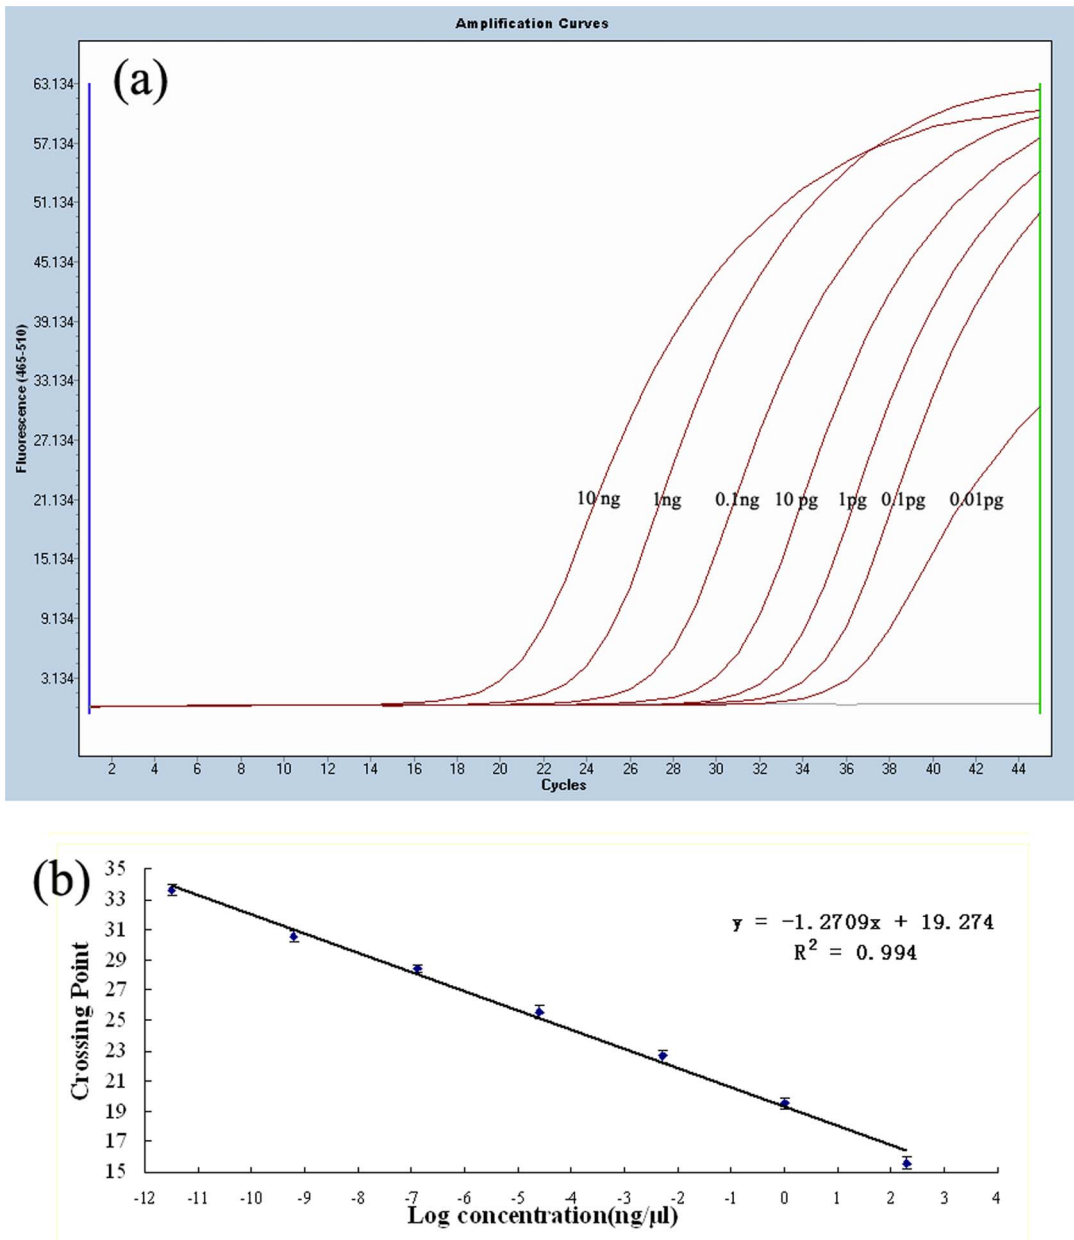 Amplification Curves
(a)
63.134
57.134
51.134
45.134
39.134
33.134
27.134
21.134
15.134
9.134
3.134
Fluorescence (465-510)
10 ng 1ng 0.1ng 10 pg 1pg 0.1pg 0.01pg
2 4 6 8 10 12 14 16 18 20 22 24 26 28 30 32 34 36 38 40 42 44
Cycles
(b)
35
33
31
29
27
25
23
21
19
17
15
Crossing Point
y = -1.2709x + 19.274
R² = 0.994
-12 -11 -10 -9 -8 -7 -6 -5 -4 -3 -2 -1 0 1 2 3 4
Log concentration(ng/μl)